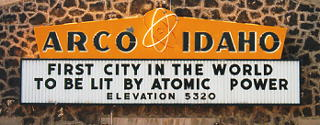 ARCO IDAHO
FIRST CITY IN THE WORLD
TO BE LIT BY ATOMIC POWER
ELEVATION 5320